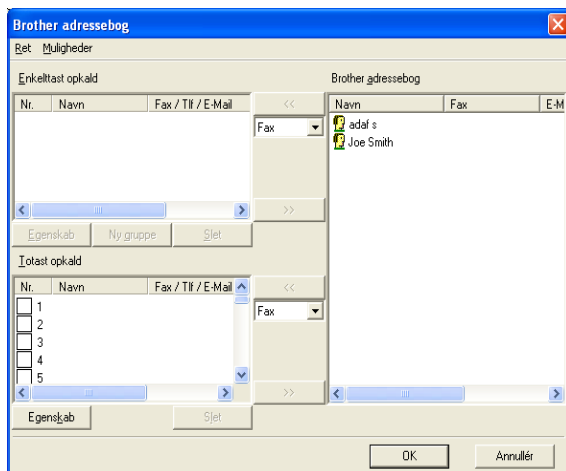 Brother adressebog
Ret Muligheder
Enkelttast opkald
Nr. Navn Fax / Tlf / E-Mail
<<
Fax
>>
Egenskab Ny gruppe Slet
Totast opkald
Nr. Navn Fax / Tlf / E-Mail
1
2
3
4
5
<<
Fax
>>
Egenskab Slet
Brother adressebog
Navn Fax E-M
adaf s
Joe Smith
OK Annullér